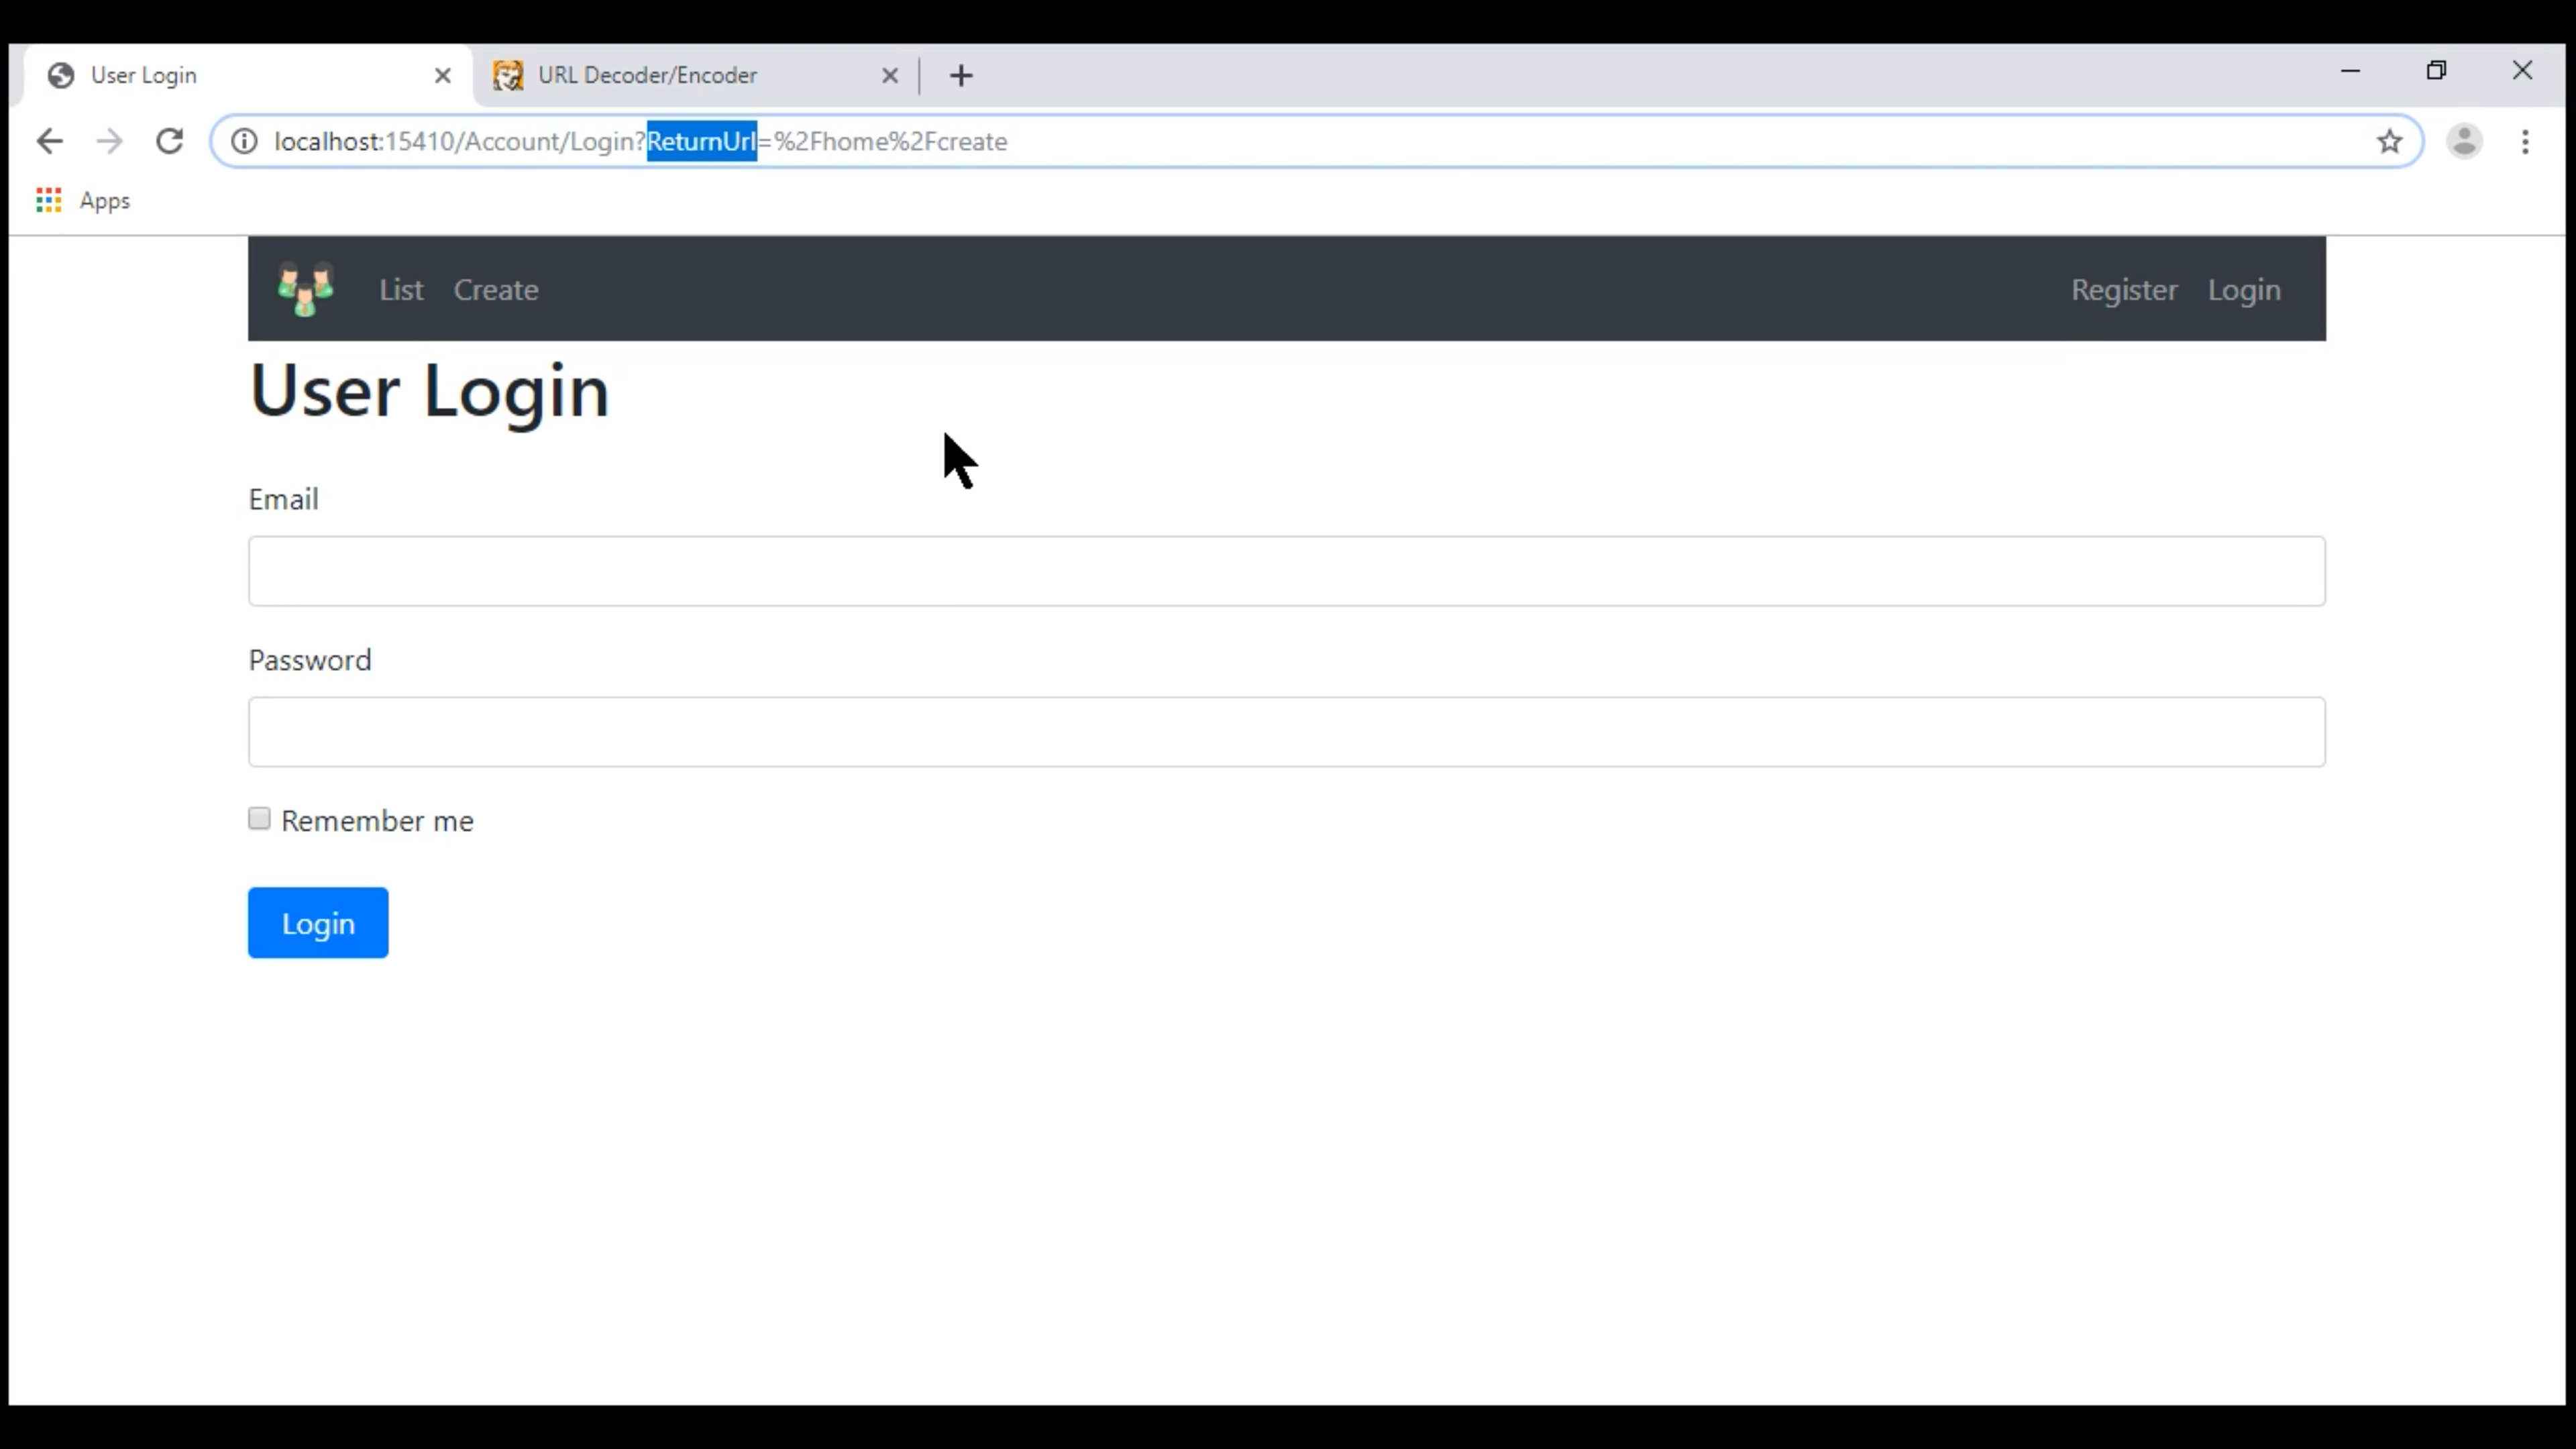 User Login
URL Decoder/Encoder
localhost:15410/Account/Login?ReturnUrl=%2Fhome%2Fcreate
Apps
List Create Register Login
User Login
Email
Password
Remember me
Login